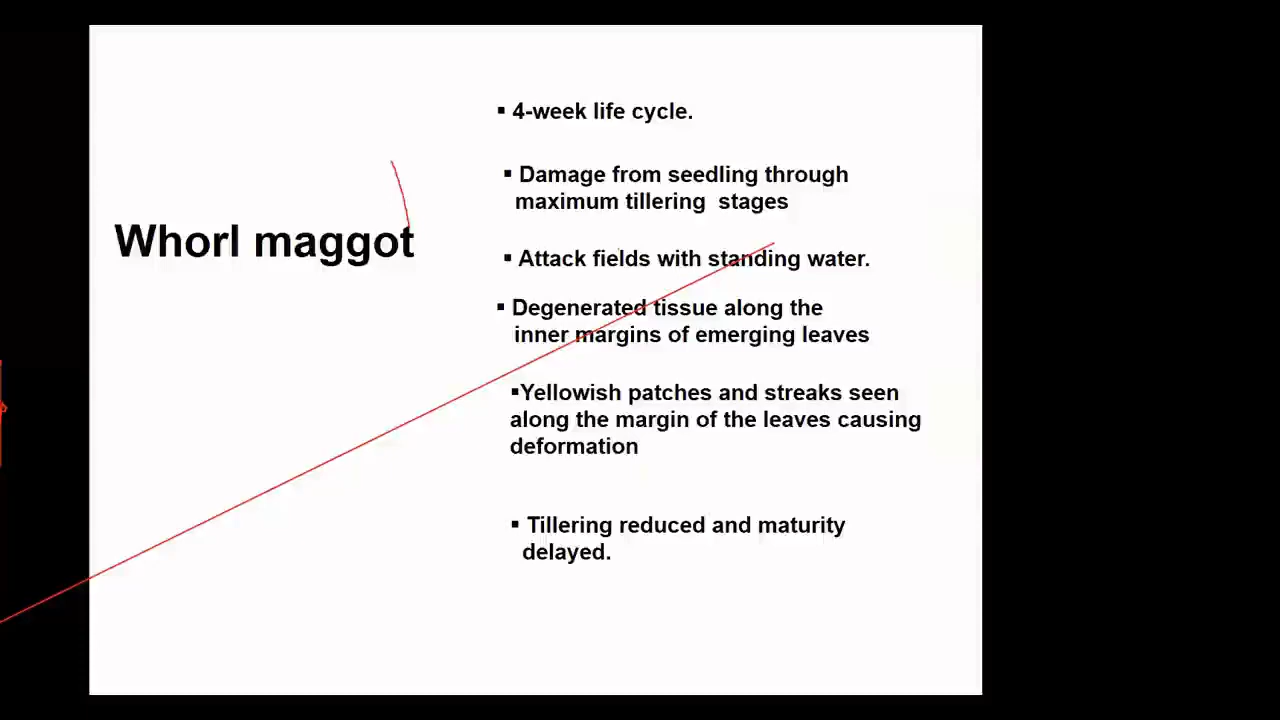 Whorl maggot
▪ 4-week life cycle.
▪ Damage from seedling through
maximum tillering stages
▪ Attack fields with standing water.
▪ Degenerated tissue along the
inner margins of emerging leaves
▪Yellowish patches and streaks seen
along the margin of the leaves causing
deformation
▪ Tillering reduced and maturity
delayed.